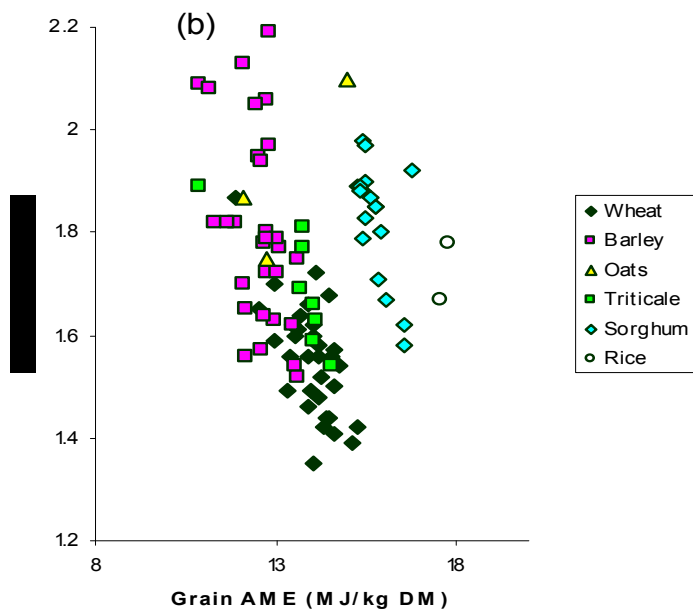 (b)
2.2
2
1.8
1.6
1.4
1.2
8 13 18
Grain AME (MJ/kg DM)
Wheat
Barley
Oats
Triticale
Sorghum
Rice